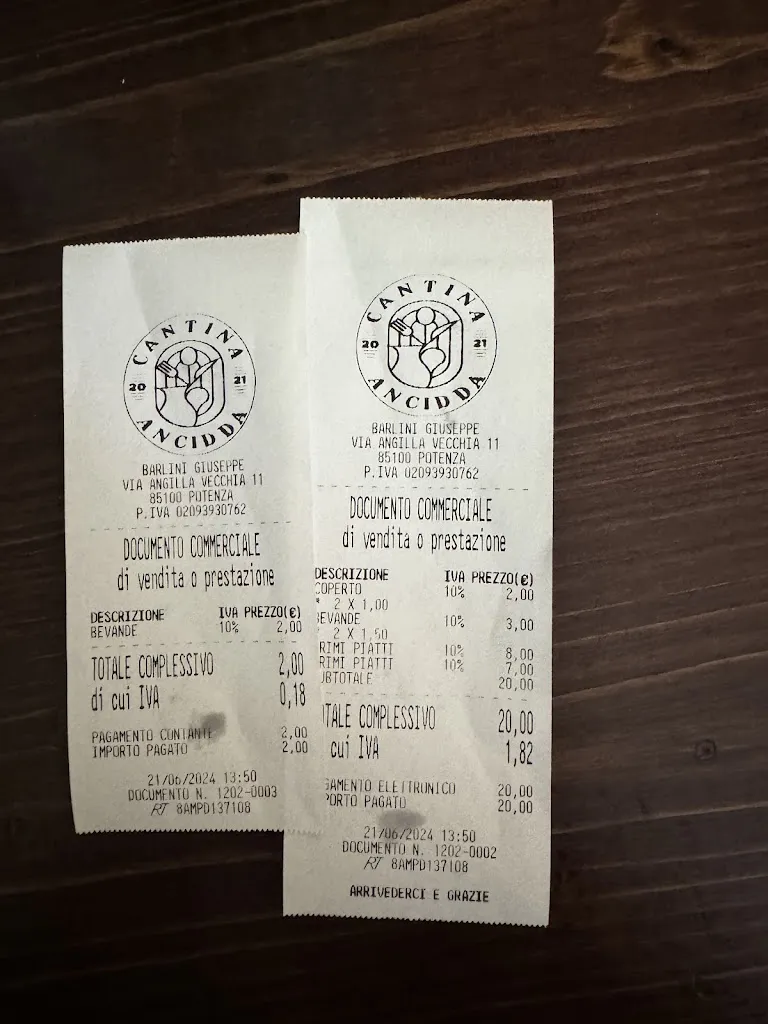 CANTINA
20 21
ANCIDDA
BARLINI GIUSEPPE
VIA ANGILLA VECCHIA 11
85100 POTENZA
P.IVA 02093930762
DOCUMENTO COMMERCIALE
di vendita o prestazione
DESCRIZIONE IVA PREZZO(€)
BEVANDE 10% 2,00
TOTALE COMPLESSIVO 2,00
di cui IVA 0,18
PAGAMENTO CONTANTE 2,00
IMPORTO PAGATO 2,00
21/06/2024 13:50
DOCUMENTO N. 1202-0003
RT 8AMPD137108
CANTINA
20 21
ANCIDDA
BARLINI GIUSEPPE
VIA ANGILLA VECCHIA 11
85100 POTENZA
P.IVA 02093930762
DOCUMENTO COMMERCIALE
di vendita o prestazione
DESCRIZIONE IVA PREZZO(€)
COPERTO 10% 2,00
* 2 X 1,00
BEVANDE 10% 3,00
* 2 X 1,50
RIMI PIATTI 10% 8,00
RIMI PIATTI 10% 7,00
UBTOTALE 20,00
TALE COMPLESSIVO 20,00
cui IVA 1,82
GAMENTO ELETTRONICO 20,00
PORTO PAGATO 20,00
21/06/2024 13:50
DOCUMENTO N. 1202-0002
RT 8AMPD137108
ARRIVEDERCI E GRAZIE